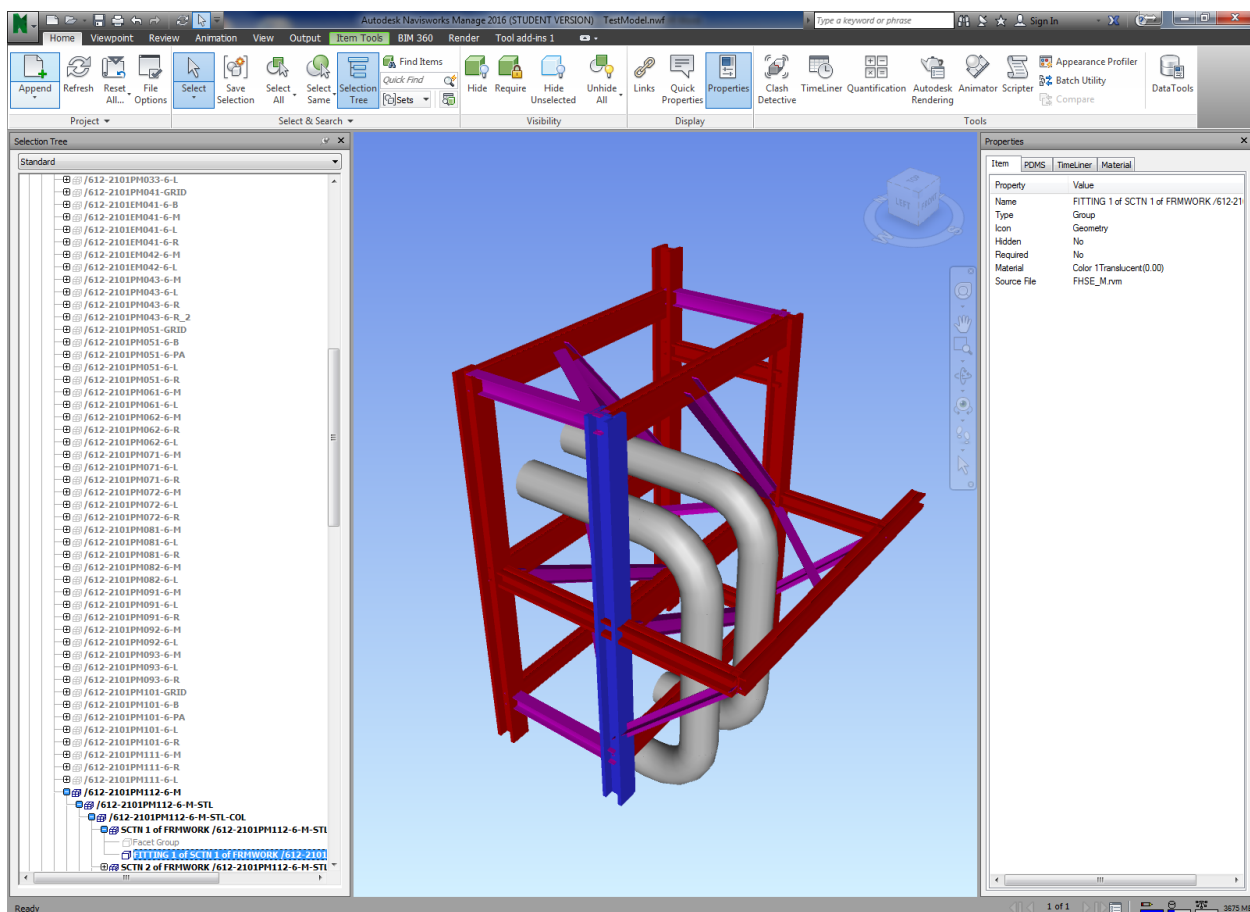 Autodesk Navisworks Manage 2016 (STUDENT VERSION) TestModel.nwf
Type a keyword or phrase
Sign In
Home Viewpoint Review Animation View Output Item Tools BIM 360 Render Tool add-ins 1
Append
Refresh
Reset All...
File Options
Project
Select
Save Selection
Select All
Select Same
Selection Tree
Find Items
Quick Find
Sets
Select & Search
Hide
Require
Hide Unselected
Unhide All
Visibility
Links
Quick Properties
Properties
Display
Clash Detective
TimeLiner
Quantification
Autodesk Rendering
Animator
Scripter
Appearance Profiler
Batch Utility
Compare
DataTools
Tools
Selection Tree
Standard
/612-2101PM033-6-L
/612-2101PM041-GRID
/612-2101EM041-6-B
/612-2101EM041-6-M
/612-2101EM041-6-L
/612-2101EM041-6-R
/612-2101EM042-6-M
/612-2101EM042-6-L
/612-2101PM043-6-M
/612-2101PM043-6-L
/612-2101PM043-6-R
/612-2101PM043-6-R_2
/612-2101PM051-GRID
/612-2101PM051-6-B
/612-2101PM051-6-PA
/612-2101PM051-6-L
/612-2101PM051-6-R
/612-2101PM061-6-M
/612-2101PM061-6-L
/612-2101PM062-6-M
/612-2101PM062-6-R
/612-2101PM062-6-L
/612-2101PM071-6-M
/612-2101PM071-6-L
/612-2101PM071-6-R
/612-2101PM072-6-M
/612-2101PM072-6-L
/612-2101PM072-6-R
/612-2101PM081-6-M
/612-2101PM081-6-L
/612-2101PM081-6-R
/612-2101PM082-6-M
/612-2101PM082-6-L
/612-2101PM091-6-M
/612-2101PM091-6-L
/612-2101PM091-6-R
/612-2101PM092-6-M
/612-2101PM092-6-L
/612-2101PM093-6-M
/612-2101PM093-6-L
/612-2101PM093-6-R
/612-2101PM101-GRID
/612-2101PM101-6-B
/612-2101PM101-6-PA
/612-2101PM101-6-L
/612-2101PM101-6-R
/612-2101PM111-6-M
/612-2101PM111-6-R
/612-2101PM111-6-L
/612-2101PM112-6-M
/612-2101PM112-6-M-STL
/612-2101PM112-6-M-STL-COL
SCTN 1 of FRMWORK /612-2101PM112-6-M-STL
Facet Group
FITTING 1 of SCTN 1 of FRMWORK /612-2101
SCTN 2 of FRMWORK /612-2101PM112-6-M-STL
LEFT FRONT
Properties
Item PDMS TimeLiner Material
Property Value
Name FITTING 1 of SCTN 1 of FRMWORK /612-21
Type Group
Icon Geometry
Hidden No
Required No
Material Color 1Translucent(0.00)
Source File FHSE_M.rvm
Ready
1 of 1
3675 MB